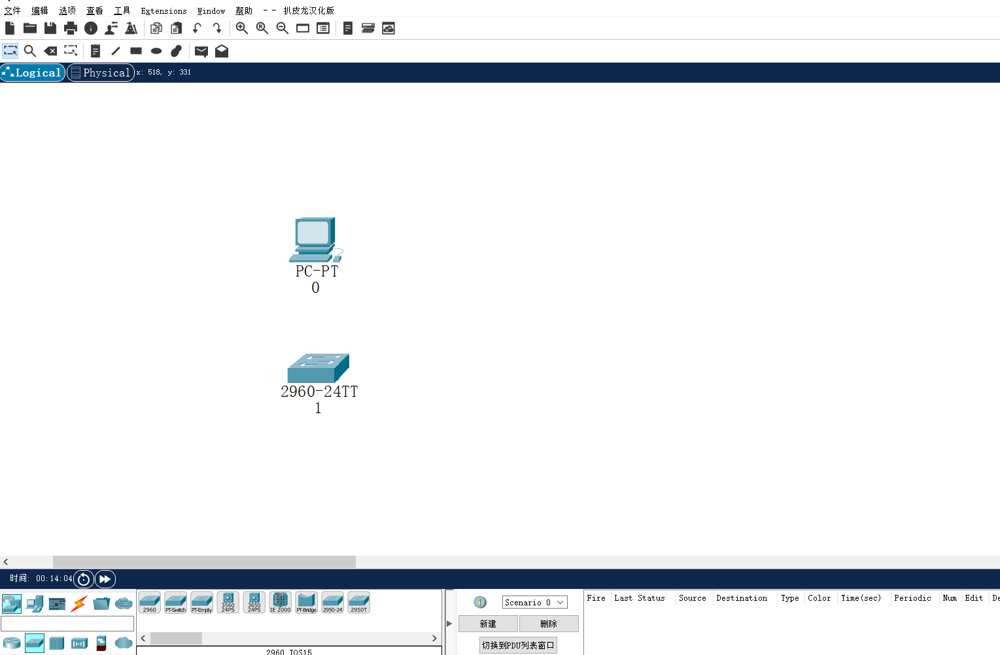 文件 编辑 选项 查看 工具 Extensions Window 帮助 -- 扒皮龙汉化版
Logical Physical x: 518, y: 331
PC-PT
0
2960-24TT
1
时间: 00:14:04
2960 PT-Switch PT-Empty 3560 24PS 3650 24PS IE 2000 PT-Bridge 2950-24 2950T
Scenario 0
Fire Last Status Source Destination Type Color Time(sec) Periodic Num Edit De
新建 删除
切换到PDU列表窗口
2960 IOS15